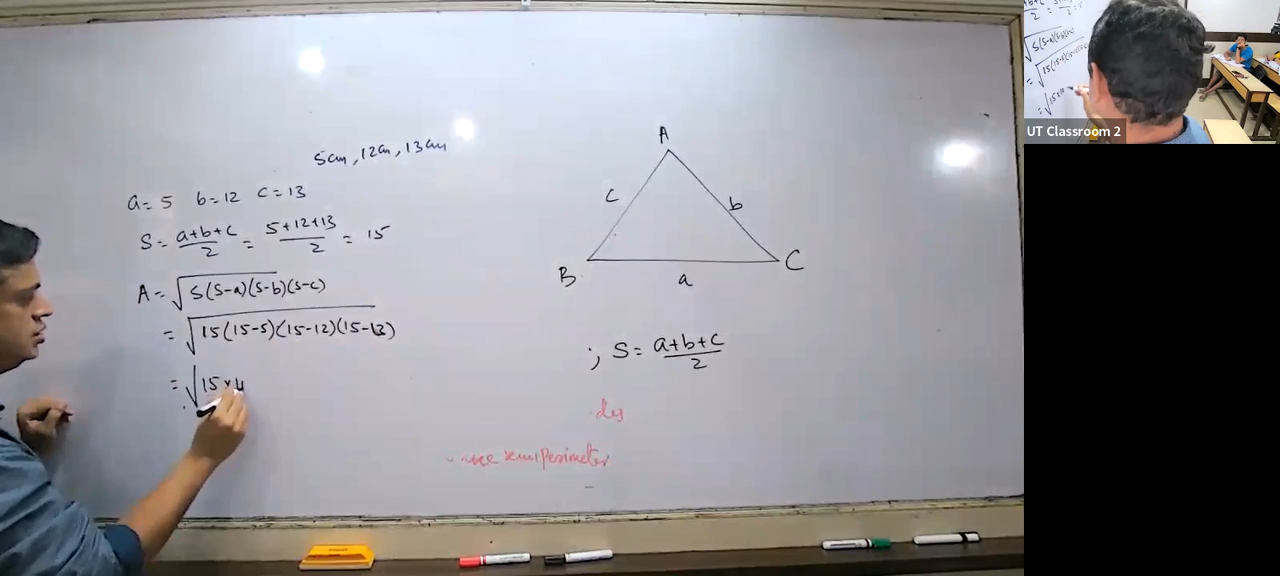 5cm, 12cm, 13cm
a = 5 b = 12 c = 13
S = a+b+c/2 = 5+12+13/2 = 15
A = √S(S-a)(S-b)(S-c)
= √15(15-5)(15-12)(15-13)
= √15×
A
c b
B C
a
; S = a+b+c/2
semiperimeter
UT Classroom 2